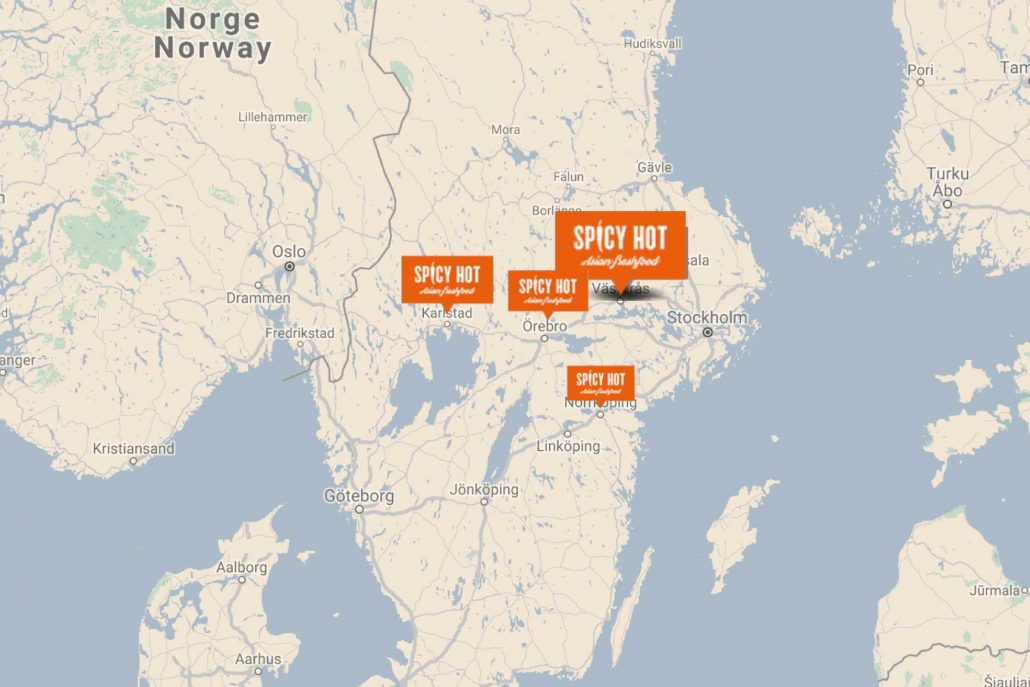 Norge
Norway
Hudiksvall
Pori
Tam
Lillehammer
Mora
Turku
Åbo
Gävle
Falun
Borlänge
SPICY HOT
Asian freshfood
sala
Oslo
SPICY HOT
Asian freshfood
SPICY HOT
Asian freshfood
Västerås
Drammen
Karlstad
Stockholm
Örebro
Fredrikstad
anger
SPICY HOT
Asian freshfood
Norrköping
Linköping
Kristiansand
Göteborg
Jönköping
Aalborg
Jūrmala
Aarhus
Šiauliai